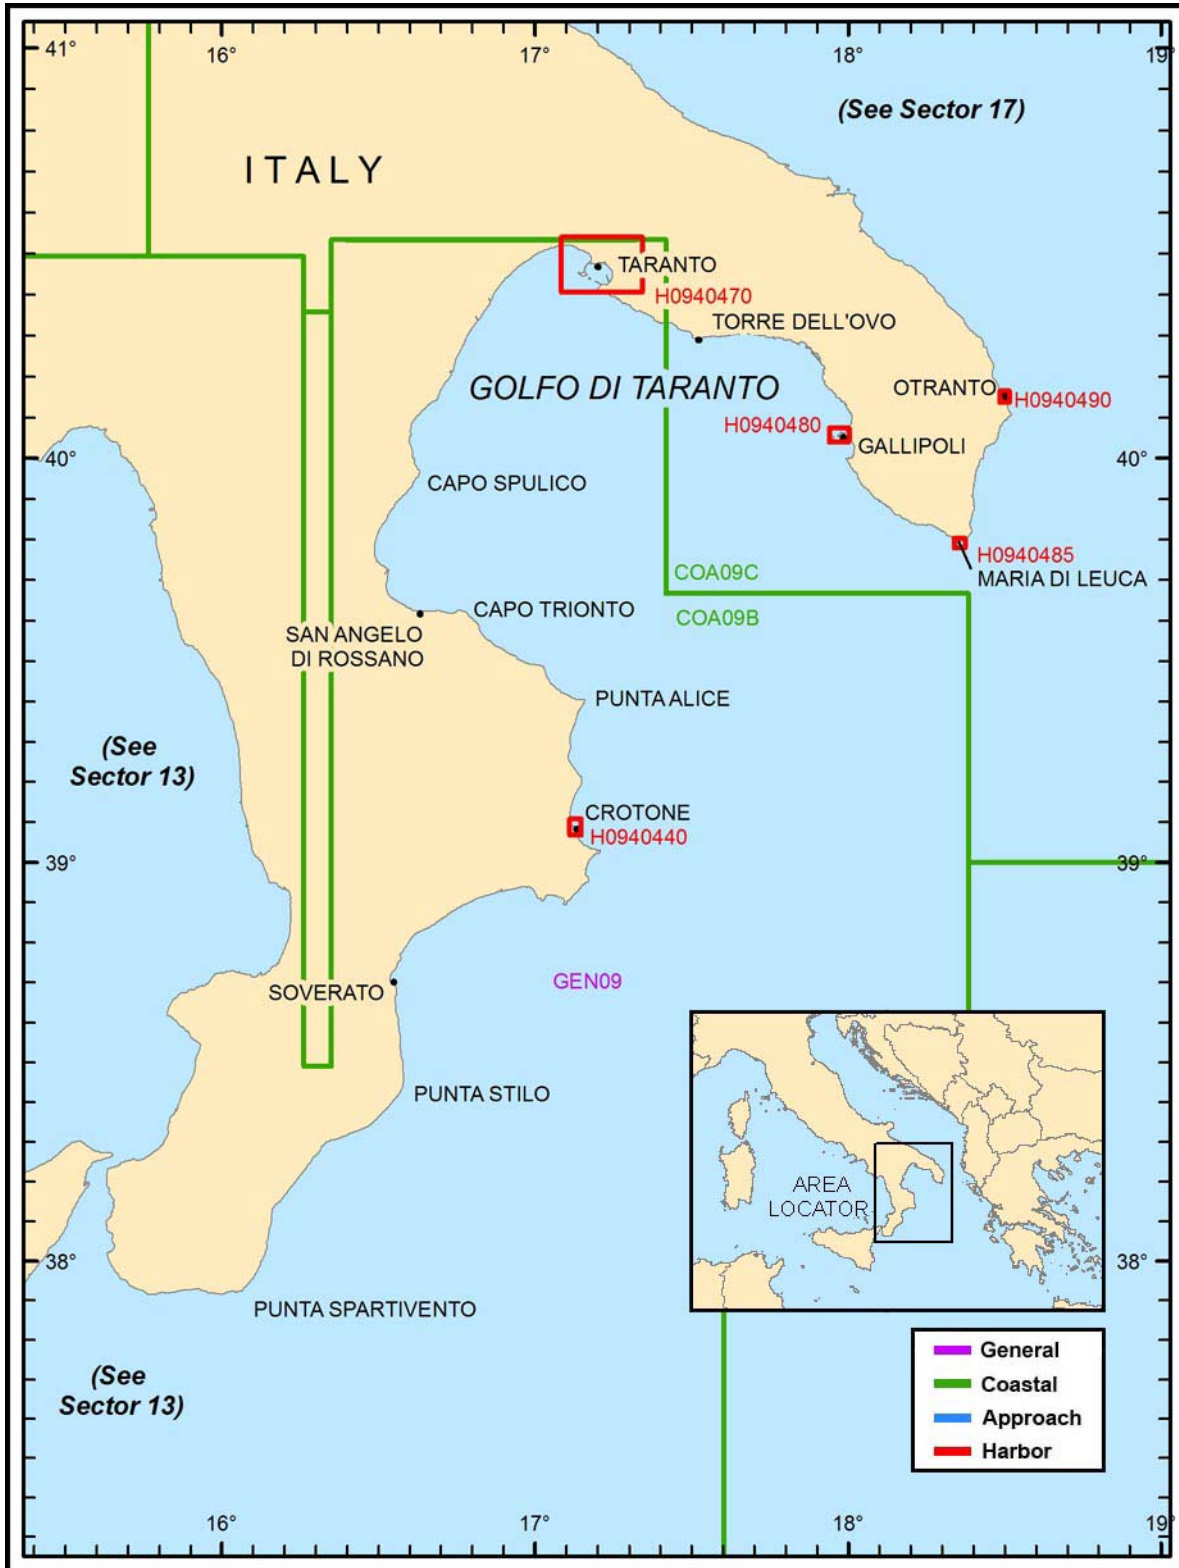 41°
16°
17°
18°
19°
(See Sector 17)
ITALY
TARANTO
H0940470
TORRE DELL'OVO
GOLFO DI TARANTO
OTRANTO
H0940490
H0940480
GALLIPOLI
40°
40°
CAPO SPULICO
H0940485
MARIA DI LEUCA
COA09C
COA09B
CAPO TRIONTO
SAN ANGELO
DI ROSSANO
PUNTA ALICE
(See
Sector 13)
CROTONE
H0940440
39°
39°
GEN09
SOVERATO
PUNTA STILO
AREA
LOCATOR
38°
38°
PUNTA SPARTIVENTO
General
Coastal
Approach
Harbor
(See
Sector 13)
16°
17°
18°
19°